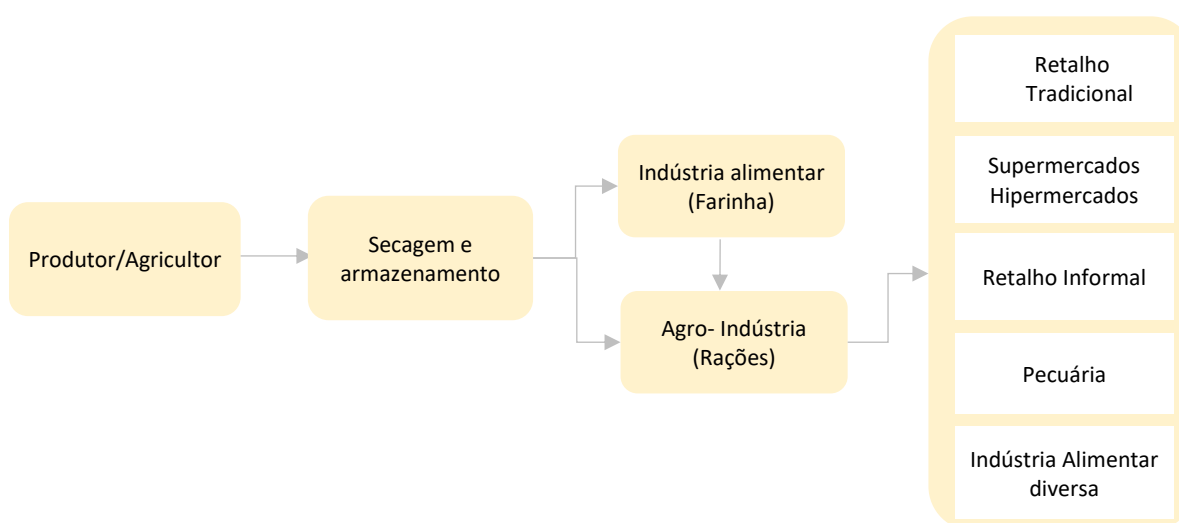 Produtor/Agricultor
Secagem e
armazenamento
Indústria alimentar
(Farinha)
Agro- Indústria
(Rações)
Retalho
Tradicional
Supermercados
Hipermercados
Retalho Informal
Pecuária
Indústria Alimentar
diversa